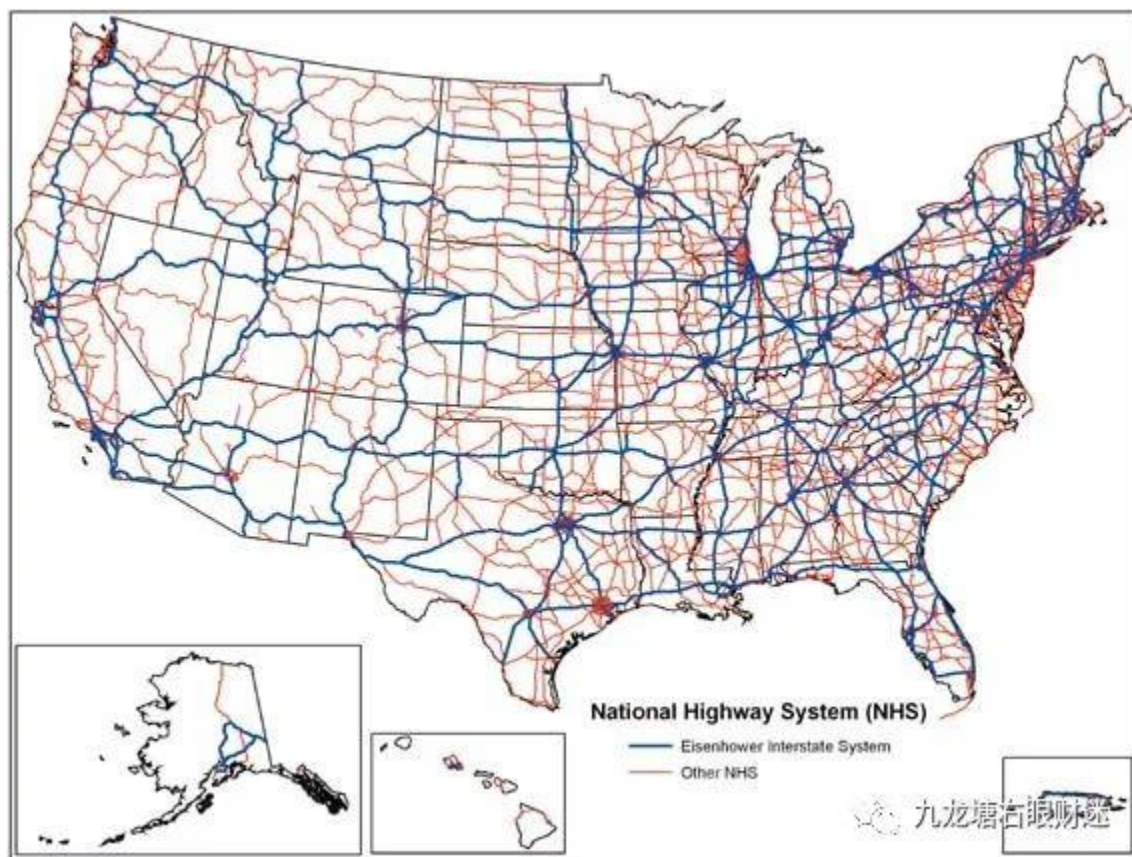 National Highway System (NHS)
Eisenhower Interstate System
Other NHS
九龙塘右眼财迷